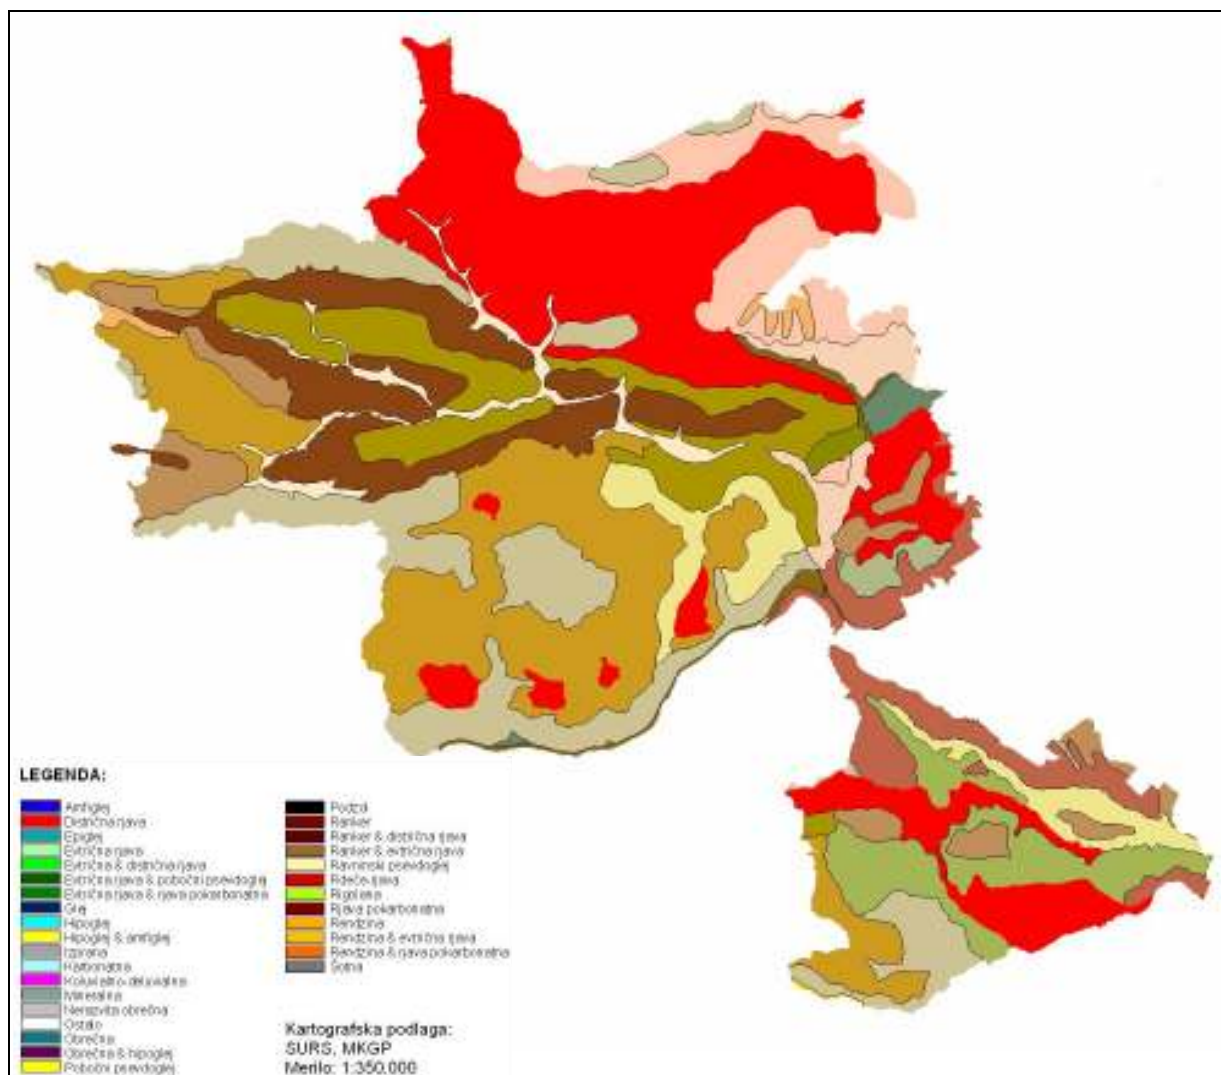 LEGENDA:
Amfiglej
Distrična rjava
Epiglej
Evtrična rjava
Evtrična & distrična rjava
Evtrična rjava & pobočni psevdoglej
Evtrična rjava & rjava pokarbonatna
Glej
Hipoglej
Hipoglej & amfiglej
Izprana
Karbonatna
Koluvialno-deluvialna
Mineralna
Nerazvita obrečna
Ostalo
Obrečna
Obrečna & hipoglej
Pobočni psevdoglej
Podzol
Ranker
Ranker & distrična rjava
Ranker & evtrična rjava
Ravninski psevdoglej
Rdeča rjava
Rigolana
Rjava pokarbonatna
Rendzina
Rendzina & evtrična rjava
Rendzina & rjava pokarbonatna
Šotna
Kartografska podlaga:
SURS, MKGP
Merilo: 1:350.000